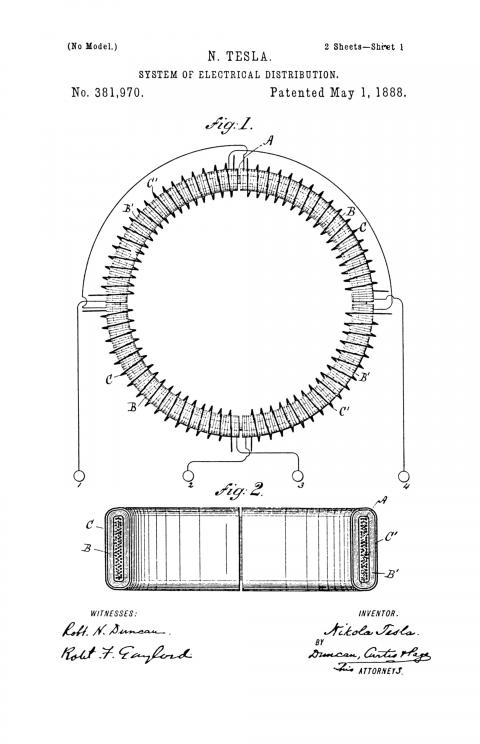 (No Model.)
2 Sheets—Sheet 1
N. TESLA.
SYSTEM OF ELECTRICAL DISTRIBUTION.
No. 381,970.
Patented May 1, 1888.
Fig: 1.
A
C'
B'
B
C
C
B
B'
C'
1
2
3
4
Fig: 2.
A
C
C'
B
B'
WITNESSES:
INVENTOR.
Robt. H. Duncan.
Nikola Tesla.
BY
Robt F. Gaylord
Duncan, Curtis & Page
His ATTORNEYS.